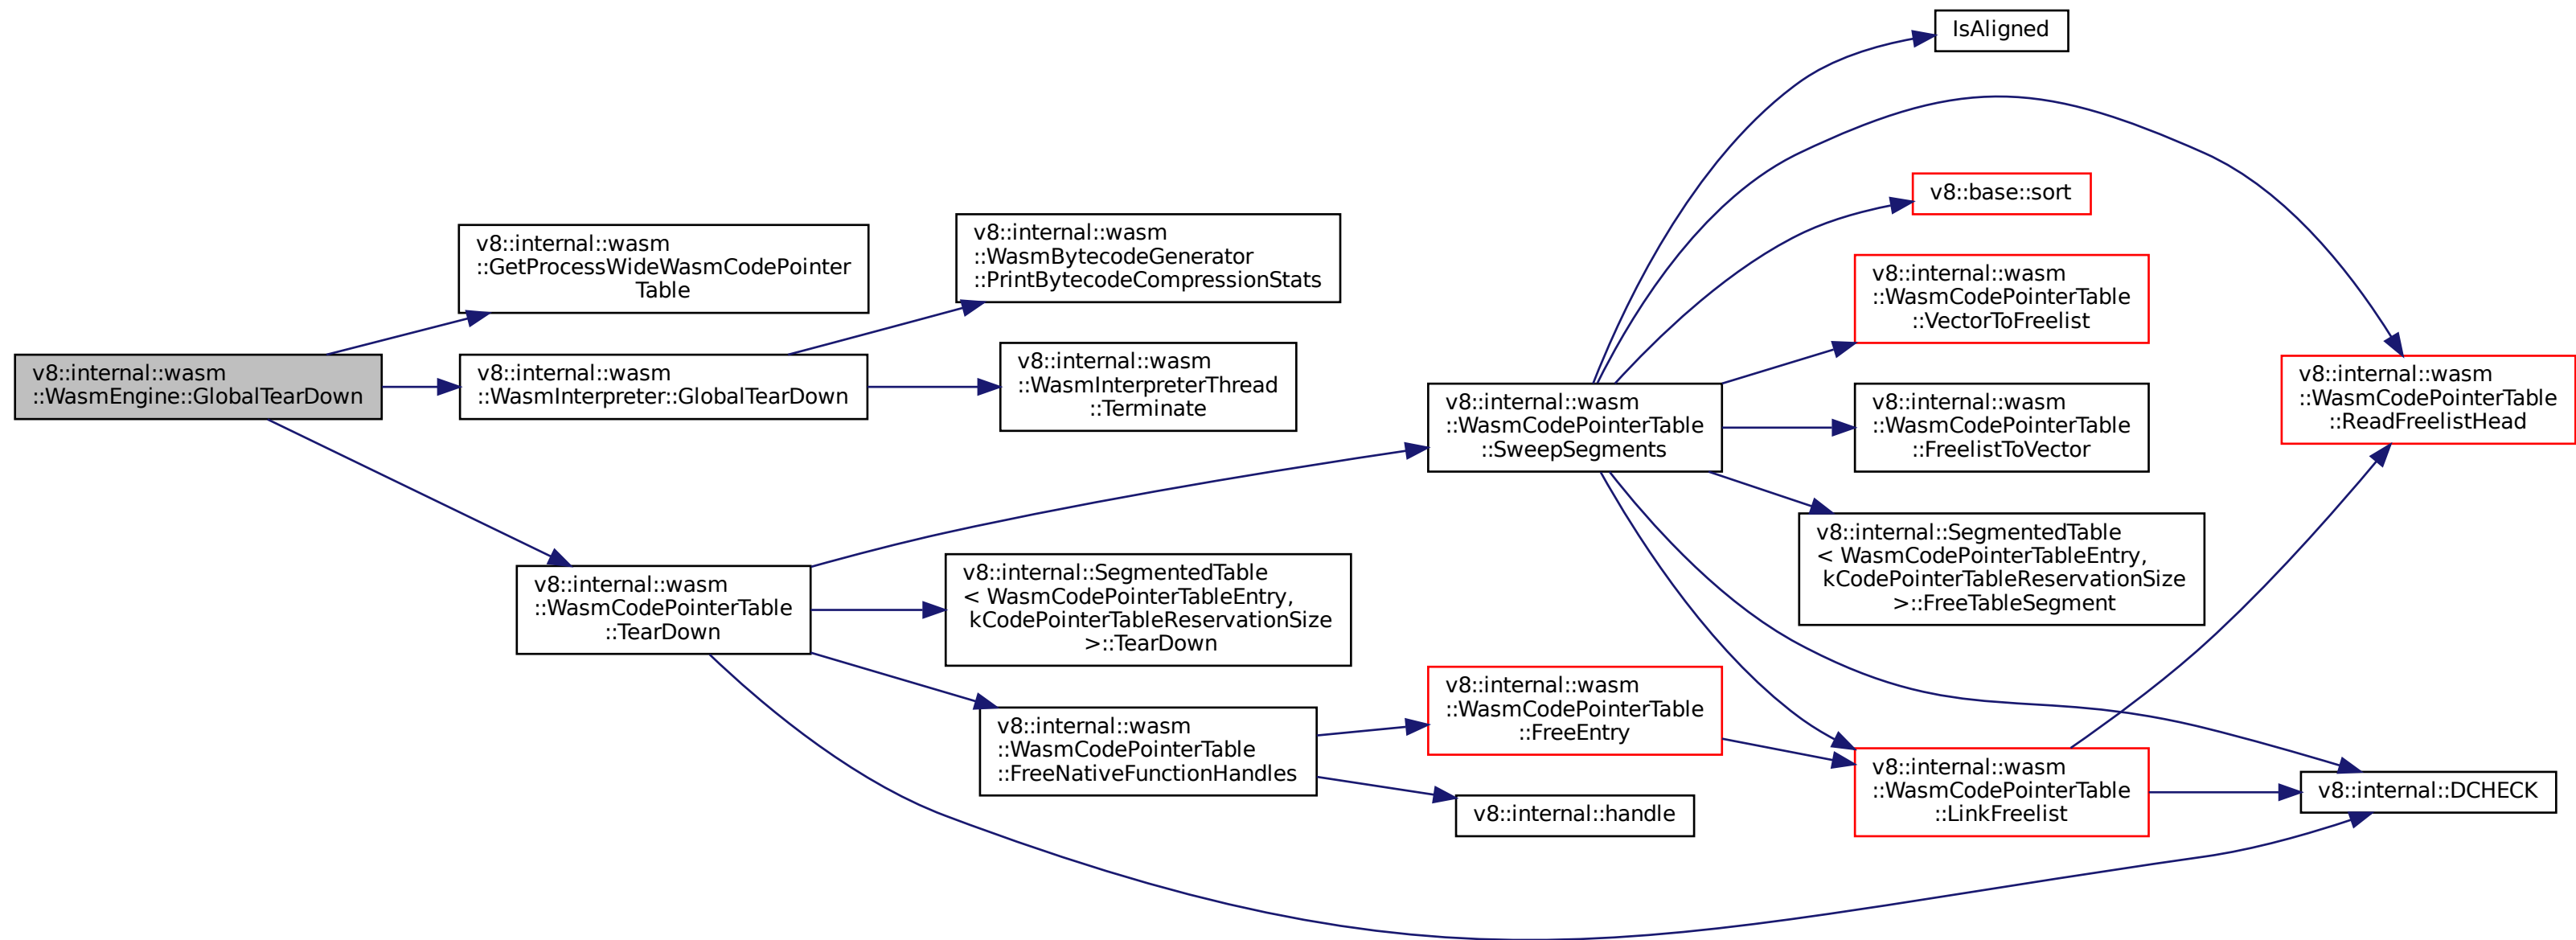 v8::internal::wasm
::WasmEngine::GlobalTearDown
v8::internal::wasm
::GetProcessWideWasmCodePointer
Table
v8::internal::wasm
::WasmInterpreter::GlobalTearDown
v8::internal::wasm
::WasmCodePointerTable
::TearDown
v8::internal::wasm
::WasmBytecodeGenerator
::PrintBytecodeCompressionStats
v8::internal::wasm
::WasmInterpreterThread
::Terminate
v8::internal::SegmentedTable
< WasmCodePointerTableEntry,
kCodePointerTableReservationSize
>::TearDown
v8::internal::wasm
::WasmCodePointerTable
::FreeNativeFunctionHandles
v8::internal::wasm
::WasmCodePointerTable
::SweepSegments
v8::internal::wasm
::WasmCodePointerTable
::FreeEntry
v8::internal::handle
IsAligned
v8::base::sort
v8::internal::wasm
::WasmCodePointerTable
::VectorToFreelist
v8::internal::wasm
::WasmCodePointerTable
::FreelistToVector
v8::internal::SegmentedTable
< WasmCodePointerTableEntry,
kCodePointerTableReservationSize
>::FreeTableSegment
v8::internal::wasm
::WasmCodePointerTable
::LinkFreelist
v8::internal::wasm
::WasmCodePointerTable
::ReadFreelistHead
v8::internal::DCHECK